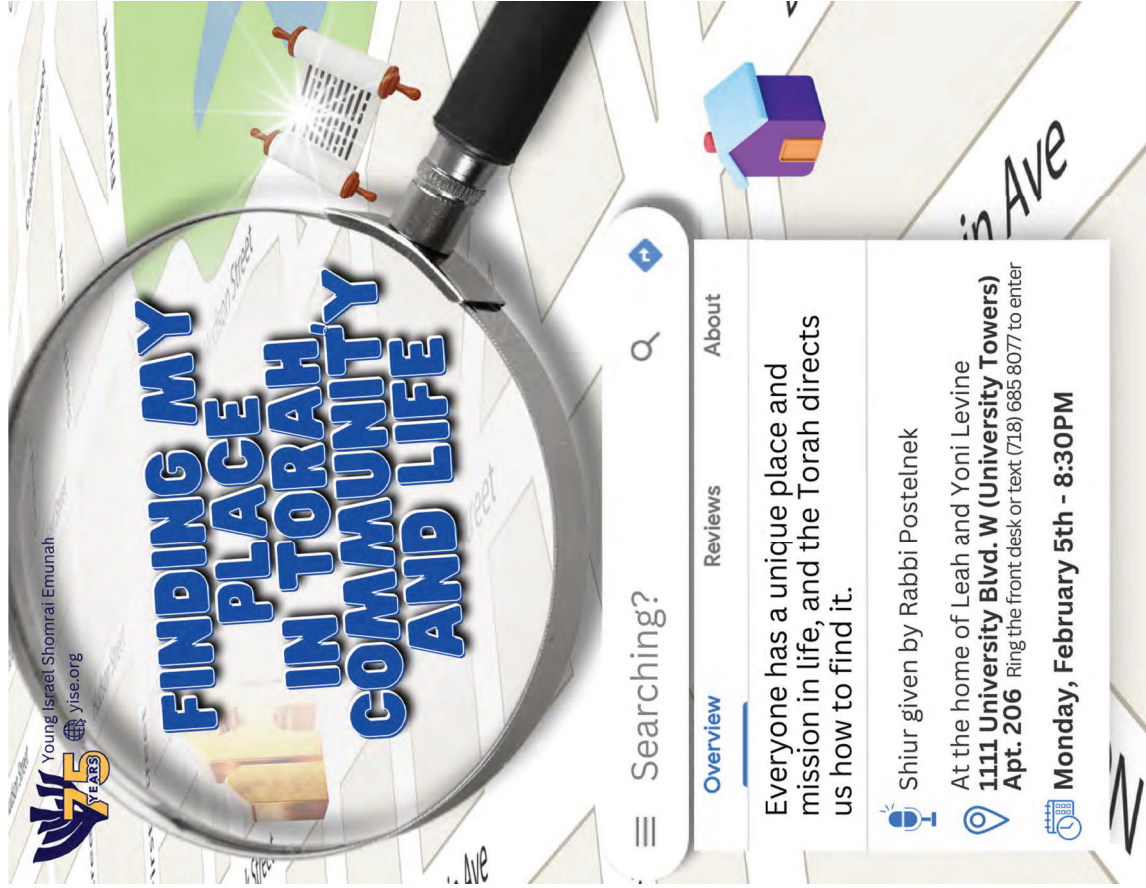 Young Israel Shomrai Emunah
yise.org
75
YEARS
FINDING MY
PLACE
IN TORAH,
COMMUNITY
AND LIFE
Street
Searching?
Overview Reviews About
Everyone has a unique place and
mission in life, and the Torah directs
us how to find it.
Shiur given by Rabbi Postelnek
At the home of Leah and Yoni Levine
1111 University Blvd. W (University Towers)
Apt. 206 Ring the front desk or text (718) 685 8077 to enter
Monday, February 5th - 8:30PM
in Ave